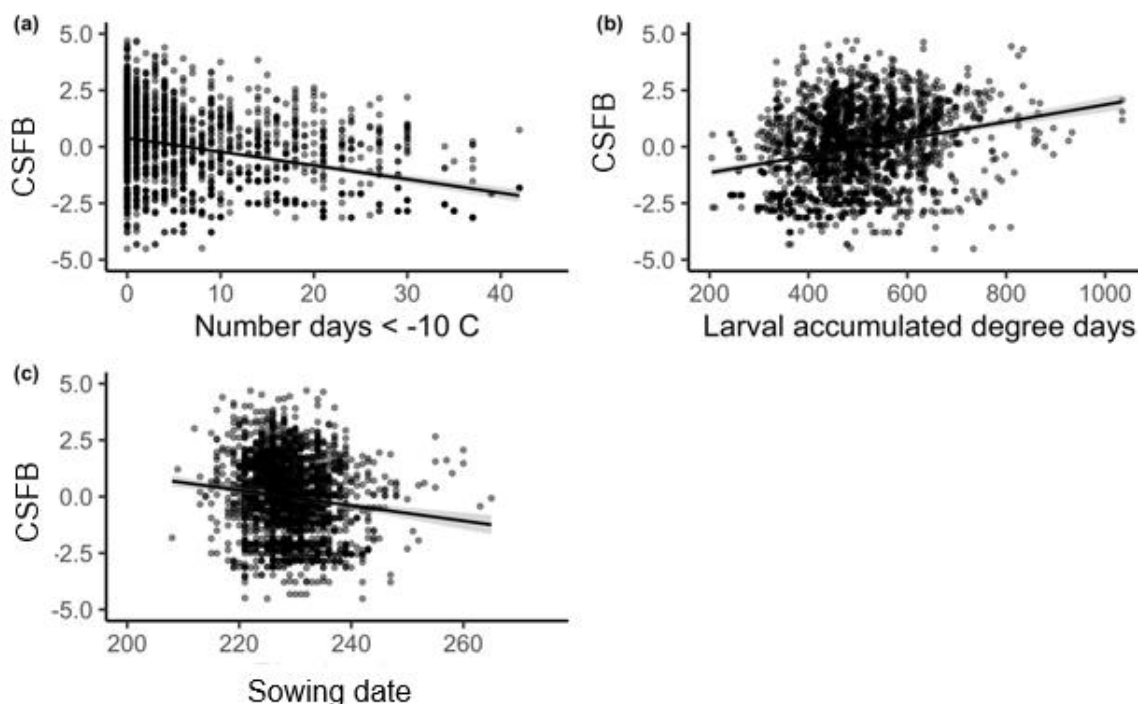 (a)
5.0
2.5
0.0
-2.5
-5.0
CSFB
0 10 20 30 40
Number days < -10 C
(b)
5.0
2.5
0.0
-2.5
-5.0
CSFB
200 400 600 800 1000
Larval accumulated degree days
(c)
5.0
2.5
0.0
-2.5
-5.0
CSFB
200 220 240 260
Sowing date